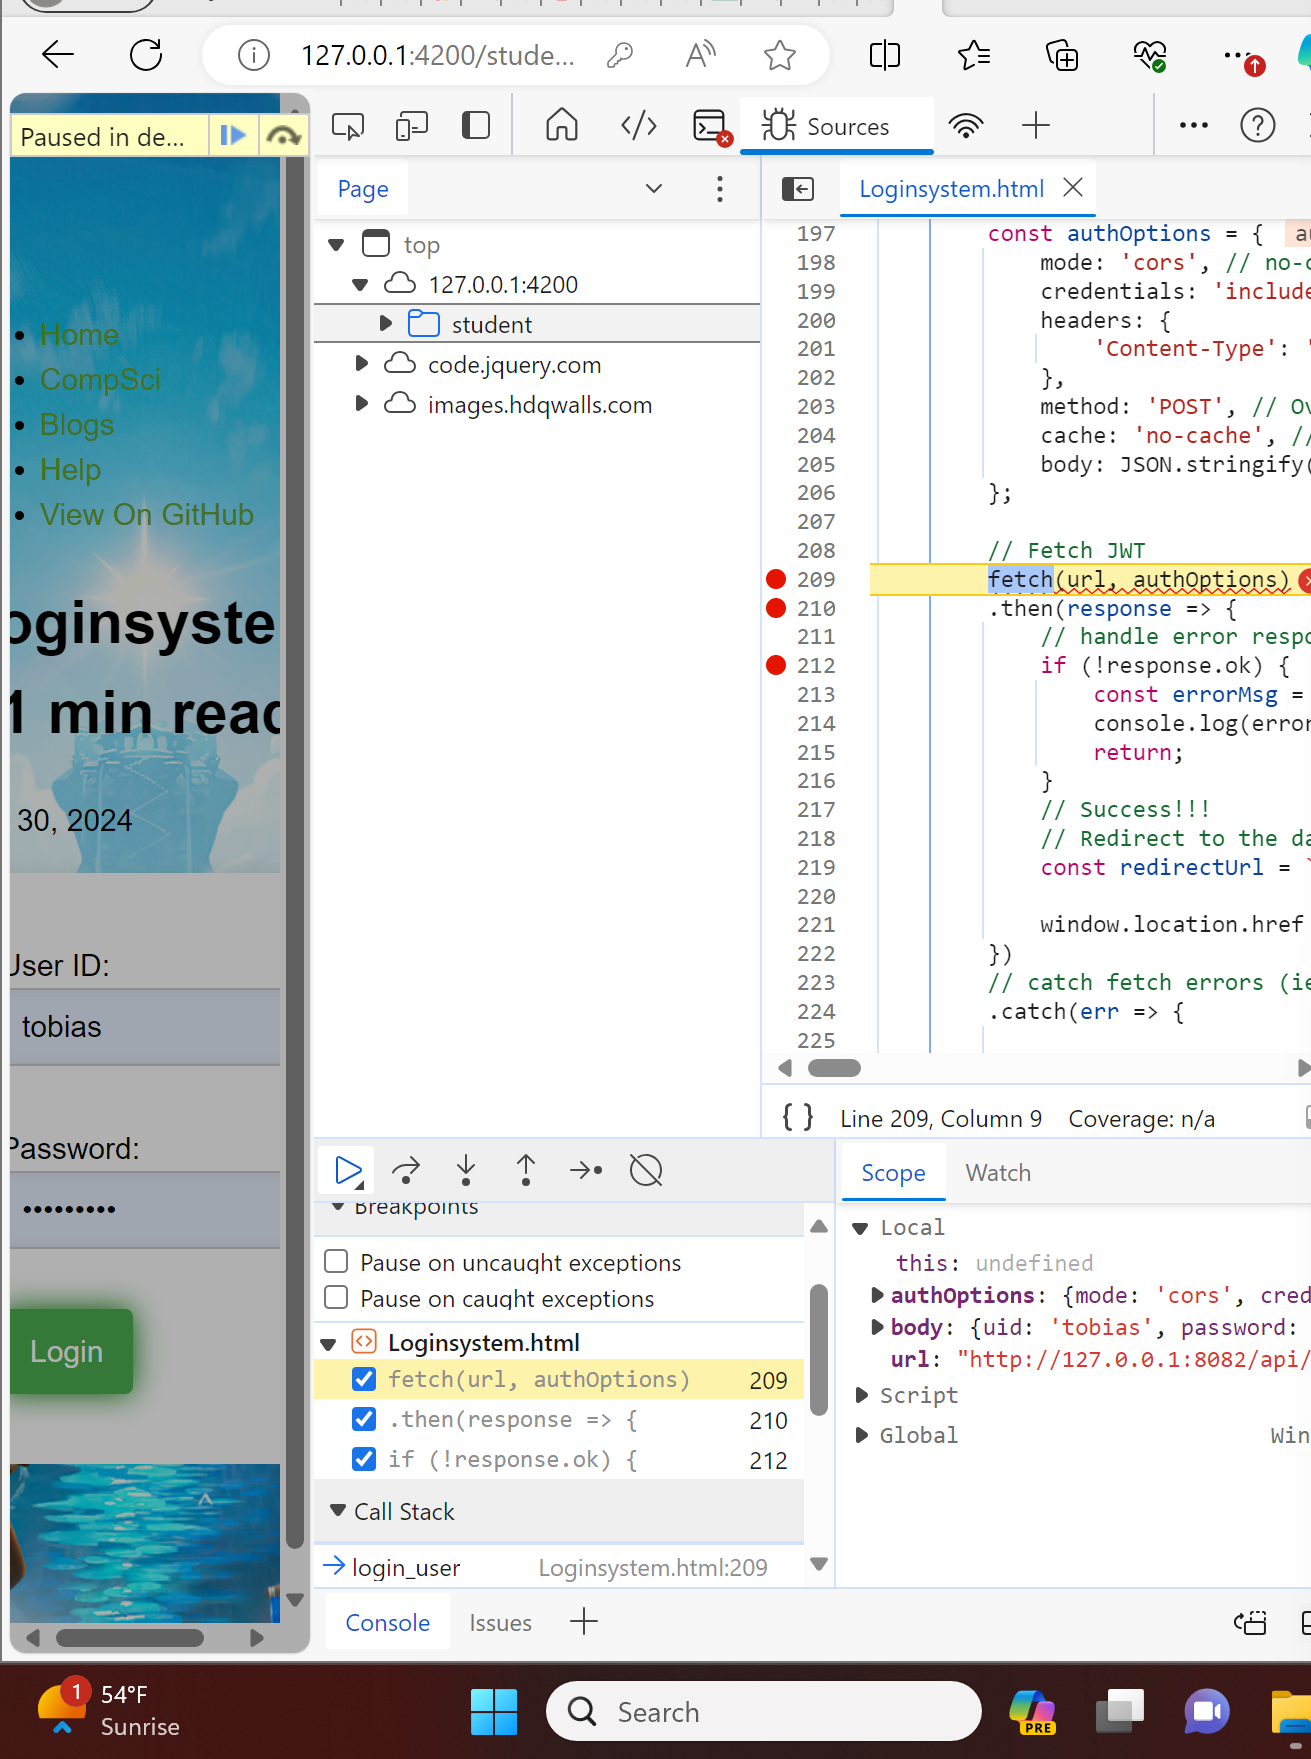 127.0.0.1:4200/stude...
Paused in de...
Sources
Page
Loginsystem.html
top
127.0.0.1:4200
student
code.jquery.com
images.hdqwalls.com
Home
CompSci
Blogs
Help
View On GitHub
oginsyste
1 min read
30, 2024
User ID:
tobias
Password:
•••••••••
Login
197 const authOptions = {
198 mode: 'cors', // no-c
199 credentials: 'include
200 headers: {
201 'Content-Type': '
202 },
203 method: 'POST', // Ov
204 cache: 'no-cache', //
205 body: JSON.stringify(
206 };
207
208 // Fetch JWT
209 fetch(url, authOptions)
210 .then(response => {
211 // handle error respo
212 if (!response.ok) {
213 const errorMsg =
214 console.log(error
215 return;
216 }
217 // Success!!!
218 // Redirect to the da
219 const redirectUrl = `
220
221 window.location.href
222 })
223 // catch fetch errors (ie
224 .catch(err => {
225
{ } Line 209, Column 9 Coverage: n/a
Breakpoints
Pause on uncaught exceptions
Pause on caught exceptions
Loginsystem.html
fetch(url, authOptions) 209
.then(response => { 210
if (!response.ok) { 212
Call Stack
login_user Loginsystem.html:209
Scope Watch
Local
this: undefined
authOptions: {mode: 'cors', cred
body: {uid: 'tobias', password:
url: "http://127.0.0.1:8082/api/
Script
Global Win
Console Issues
1
54°F
Sunrise
Search
PRE